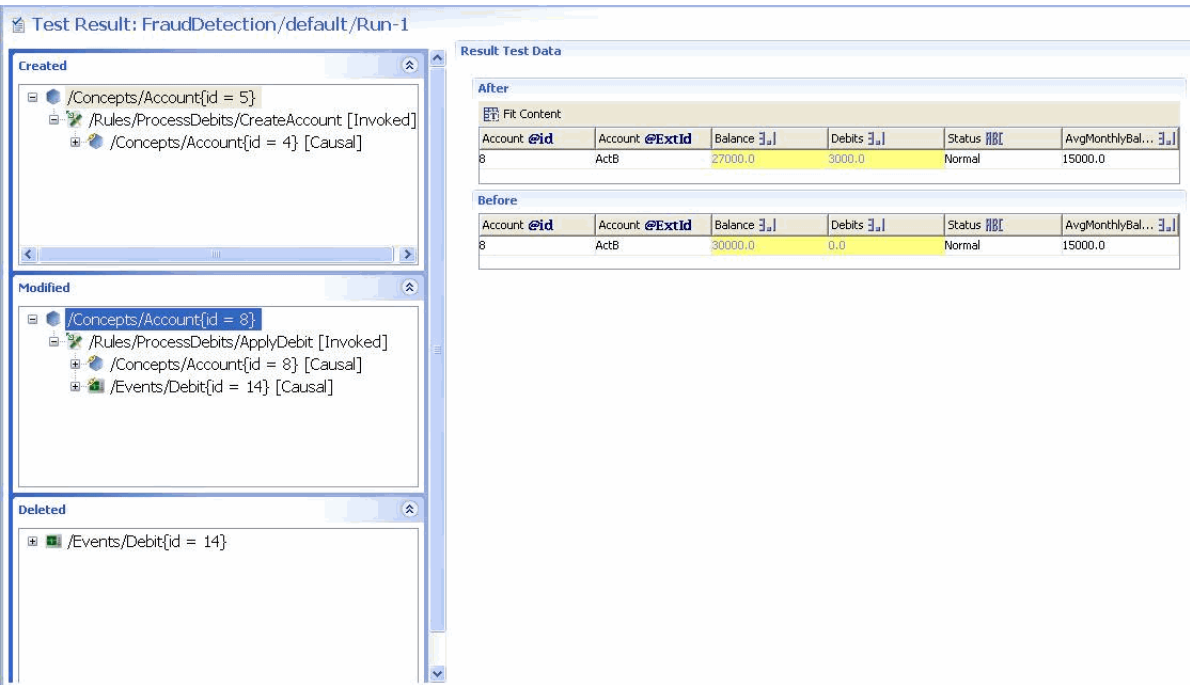 Test Result: FraudDetection/default/Run-1
Created
/Concepts/Account{id = 5}
/Rules/ProcessDebits/CreateAccount [Invoked]
/Concepts/Account{id = 4} [Causal]
Modified
/Concepts/Account{id = 8}
/Rules/ProcessDebits/ApplyDebit [Invoked]
/Concepts/Account{id = 8} [Causal]
/Events/Debit{id = 14} [Causal]
Deleted
/Events/Debit{id = 14}
Result Test Data
After
Fit Content
Account @id Account @ExtId Balance Debits Status AvgMonthlyBal...
8 ActB 27000.0 3000.0 Normal 15000.0
Before
Account @id Account @ExtId Balance Debits Status AvgMonthlyBal...
8 ActB 30000.0 0.0 Normal 15000.0